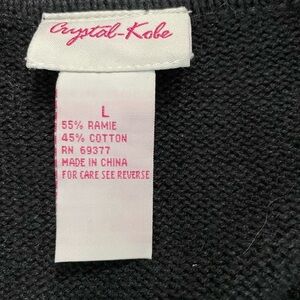 Crystal-Kobe
L
55% RAMIE
45% COTTON
RN 69377
MADE IN CHINA
FOR CARE SEE REVERSE